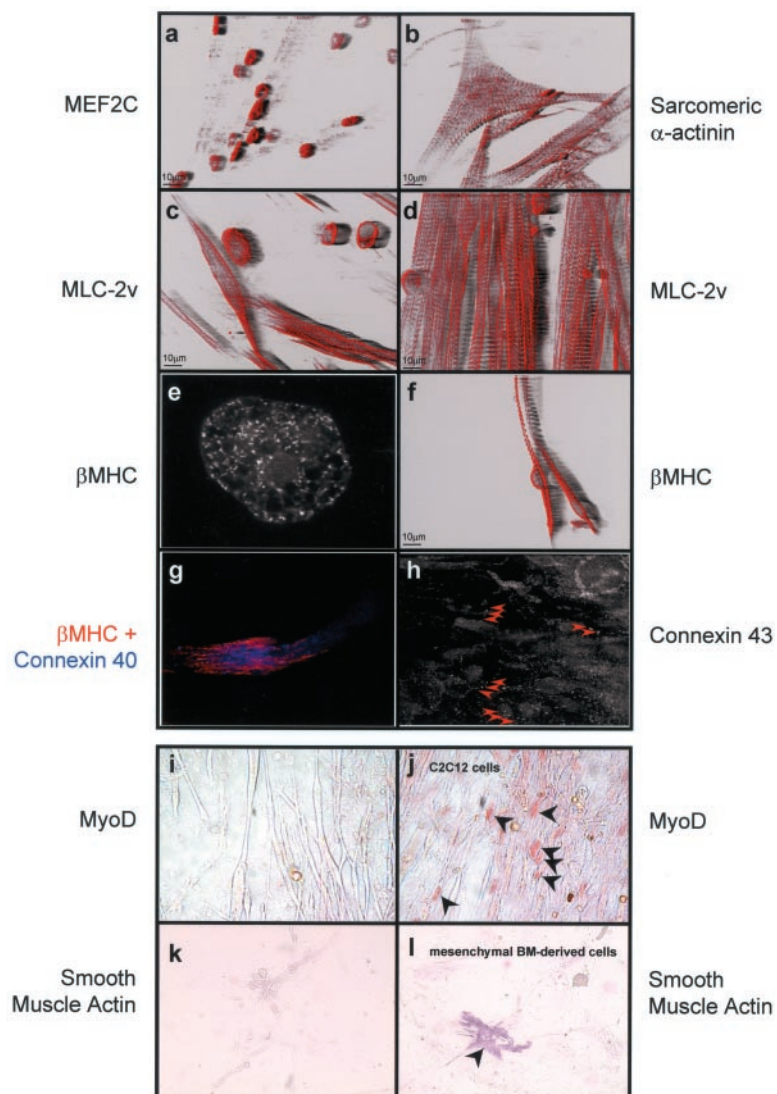 a
b
MEF2C
Sarcomeric
α-actinin
10µm
10µm
c
d
MLC-2v
MLC-2v
10µm
10µm
e
f
βMHC
βMHC
10µm
g
h
βMHC +
Connexin 40
Connexin 43
i
j
C2C12 cells
MyoD
MyoD
k
l
mesenchymal BM-derived cells
Smooth
Muscle Actin
Smooth
Muscle Actin